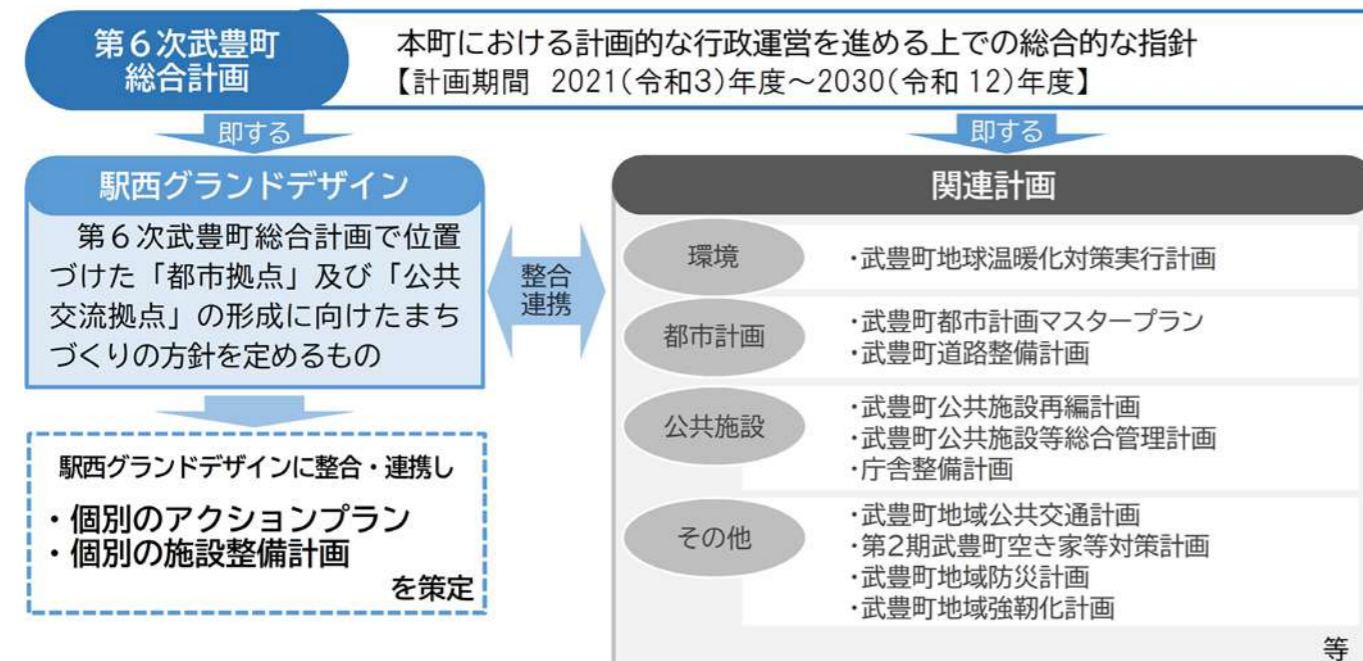 第６次武豊町
総合計画
本町における計画的な行政運営を進める上での総合的な指針
【計画期間　2021(令和3)年度～2030(令和 12)年度】
即する
即する
駅西グランドデザイン
第６次武豊町総合計画で位置
づけた「都市拠点」及び「公共
交流拠点」の形成に向けたまち
づくりの方針を定めるもの
整合
連携
駅西グランドデザインに整合・連携し
・個別のアクションプラン
・個別の施設整備計画
を策定
関連計画
環境
・武豊町地球温暖化対策実行計画
都市計画
・武豊町都市計画マスタープラン
・武豊町道路整備計画
公共施設
・武豊町公共施設再編計画
・武豊町公共施設等総合管理計画
・庁舎整備計画
その他
・武豊町地域公共交通計画
・第2期武豊町空き家等対策計画
・武豊町地域防災計画
・武豊町地域強靭化計画
等